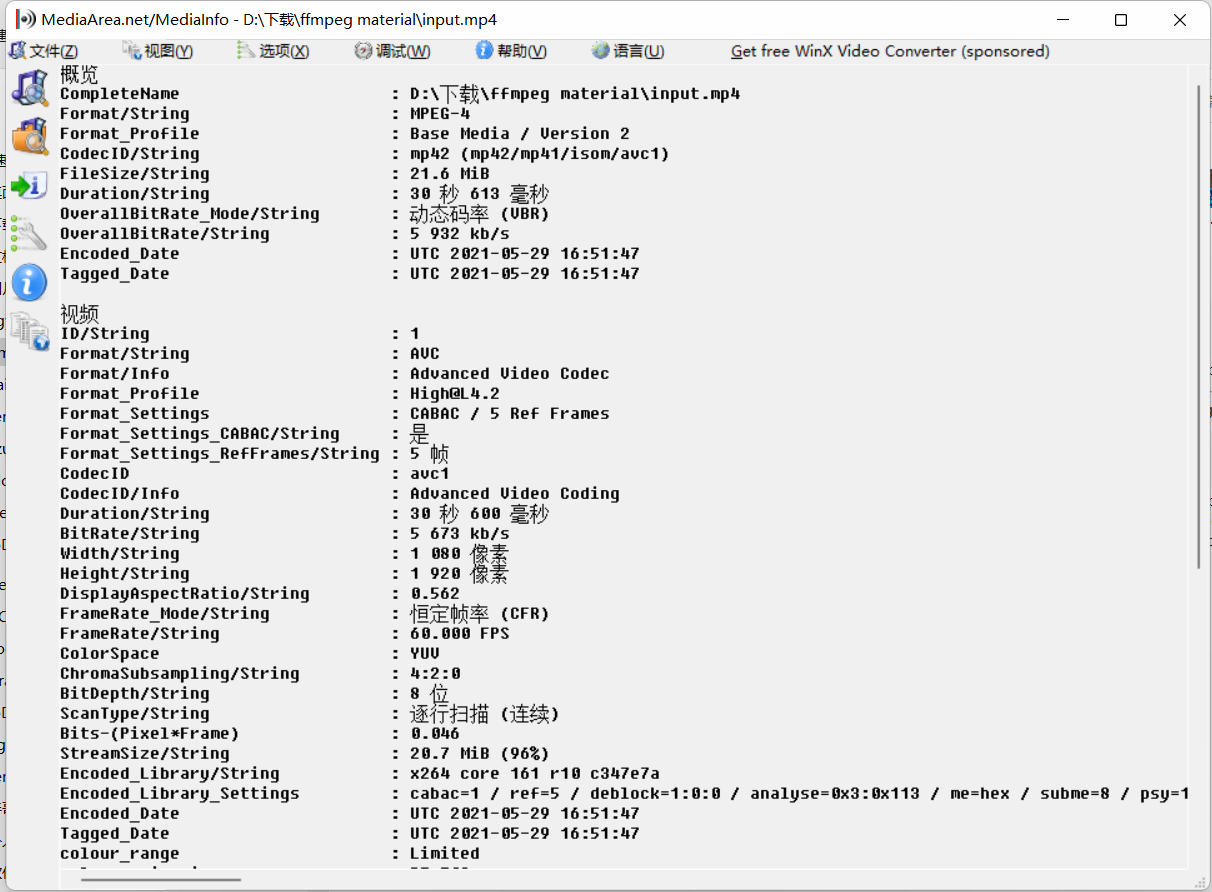 MediaArea.net/MediaInfo - D:\下载\ffmpeg material\input.mp4
文件(Z) 视图(Y) 选项(X) 调试(W) 帮助(V) 语言(U) Get free WinX Video Converter (sponsored)
概览
CompleteName : D:\下载\ffmpeg material\input.mp4
Format/String : MPEG-4
Format_Profile : Base Media / Version 2
CodecID/String : mp42 (mp42/mp41/isom/avc1)
FileSize/String : 21.6 MiB
Duration/String : 30 秒 613 毫秒
OverallBitRate_Mode/String : 动态码率 (VBR)
OverallBitRate/String : 5 932 kb/s
Encoded_Date : UTC 2021-05-29 16:51:47
Tagged_Date : UTC 2021-05-29 16:51:47
视频
ID/String : 1
Format/String : AVC
Format/Info : Advanced Video Codec
Format_Profile : High@L4.2
Format_Settings : CABAC / 5 Ref Frames
Format_Settings_CABAC/String : 是
Format_Settings_RefFrames/String : 5 帧
CodecID : avc1
CodecID/Info : Advanced Video Coding
Duration/String : 30 秒 600 毫秒
BitRate/String : 5 673 kb/s
Width/String : 1 080 像素
Height/String : 1 920 像素
DisplayAspectRatio/String : 0.562
FrameRate_Mode/String : 恒定帧率 (CFR)
FrameRate/String : 60.000 FPS
ColorSpace : YUV
ChromaSubsampling/String : 4:2:0
BitDepth/String : 8 位
ScanType/String : 逐行扫描 (连续)
Bits-(Pixel*Frame) : 0.046
StreamSize/String : 20.7 MiB (96%)
Encoded_Library/String : x264 core 161 r10 c347e7a
Encoded_Library_Settings : cabac=1 / ref=5 / deblock=1:0:0 / analyse=0x3:0x113 / me=hex / subme=8 / psy=1
Encoded_Date : UTC 2021-05-29 16:51:47
Tagged_Date : UTC 2021-05-29 16:51:47
colour_range : Limited